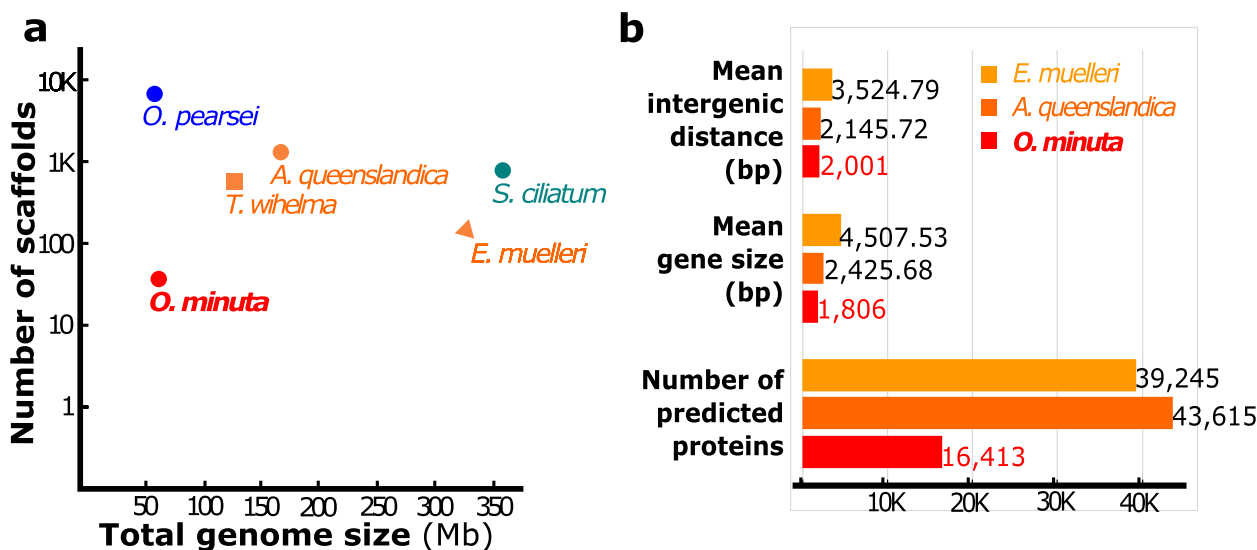 a
Number of scaffolds
10K
1K
100
10
1
O. pearsei
A. queenslandica
T. wihelma
S. ciliatum
E. muelleri
O. minuta
50
100
150
200
250
300
350
Total genome size (Mb)
b
Mean
intergenic
distance
(bp)
3,524.79
2,145.72
2,001
E. muelleri
A. queenslandica
O. minuta
Mean
gene size
(bp)
4,507.53
2,425.68
1,806
Number of
predicted
proteins
39,245
43,615
16,413
10K
20K
30K
40K